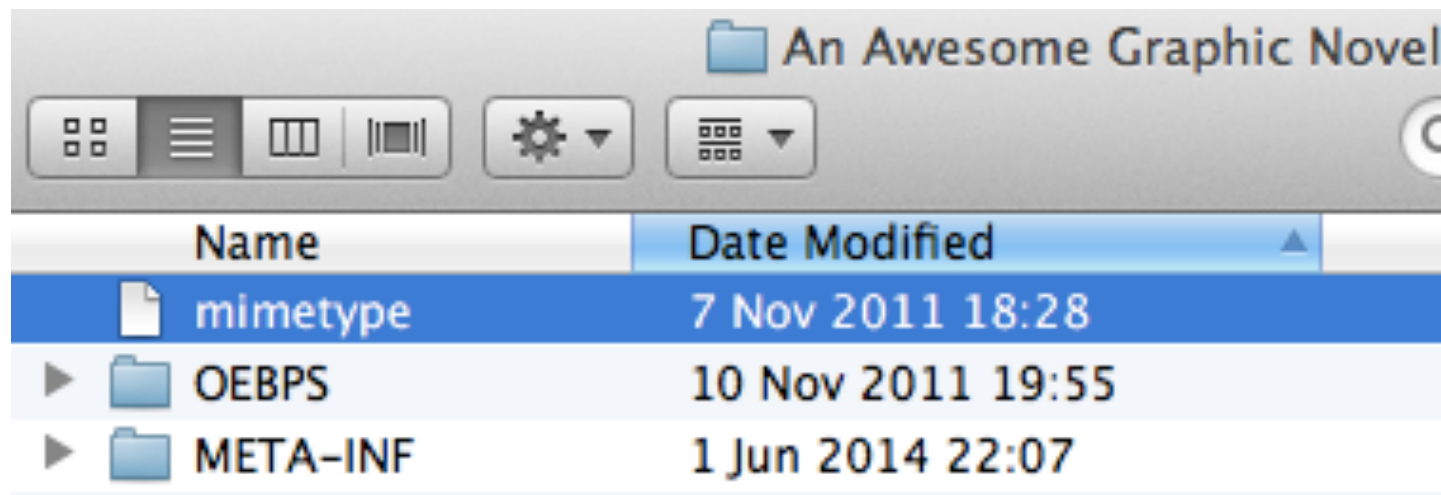 An Awesome Graphic Novel
Name Date Modified
mimetype 7 Nov 2011 18:28
OEBPS 10 Nov 2011 19:55
META-INF 1 Jun 2014 22:07